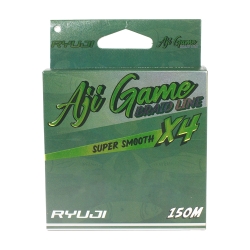 RYUJI Aji Game
Aji Game
BRAID LINE
SUPER SMOOTH X4
RYUJI 150M